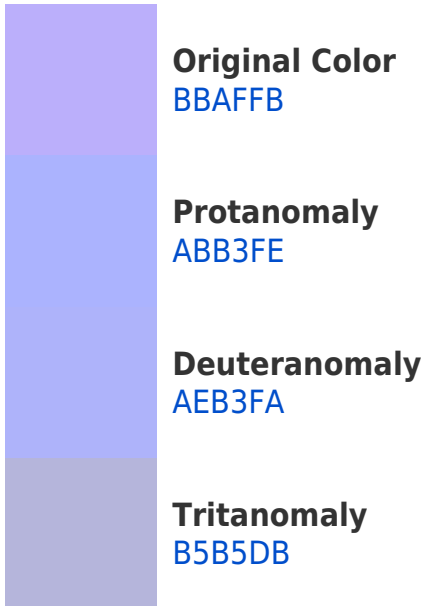 Original Color
BBAFFB
Protanomaly
ABB3FE
Deuteranomaly
AEB3FA
Tritanomaly
B5B5DB